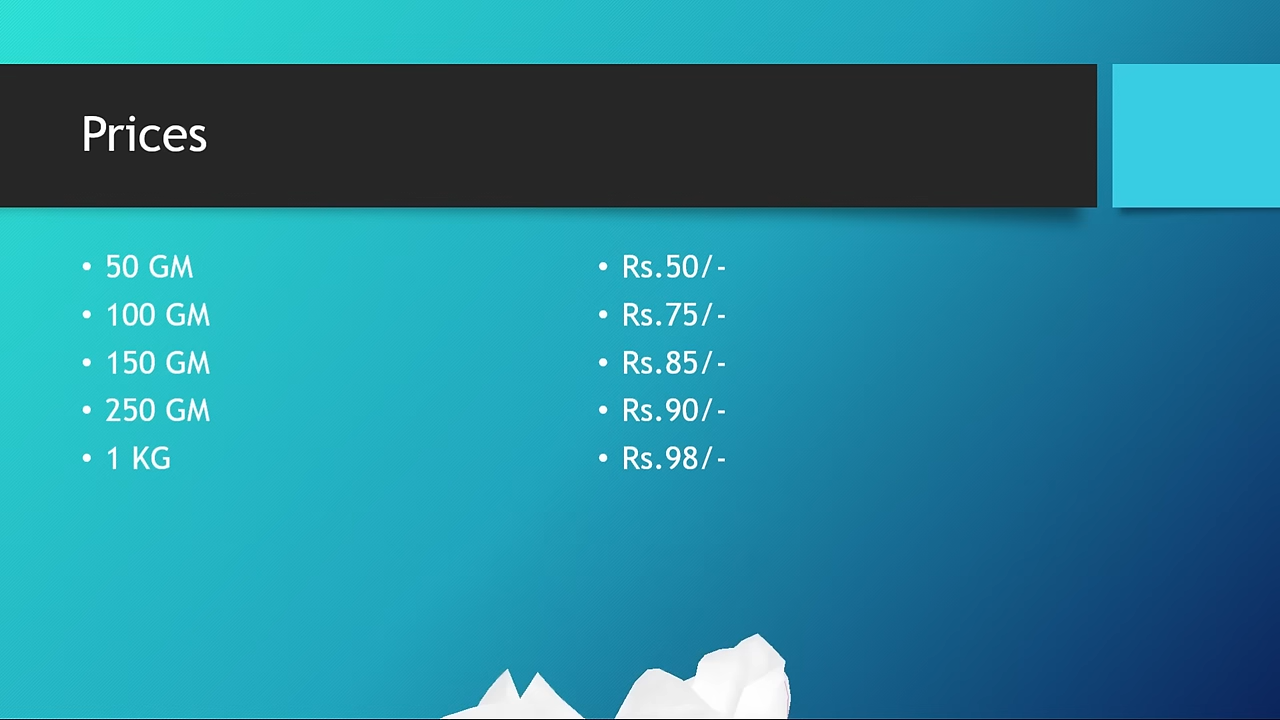 Prices
• 50 GM
• 100 GM
• 150 GM
• 250 GM
• 1 KG
• Rs.50/-
• Rs.75/-
• Rs.85/-
• Rs.90/-
• Rs.98/-